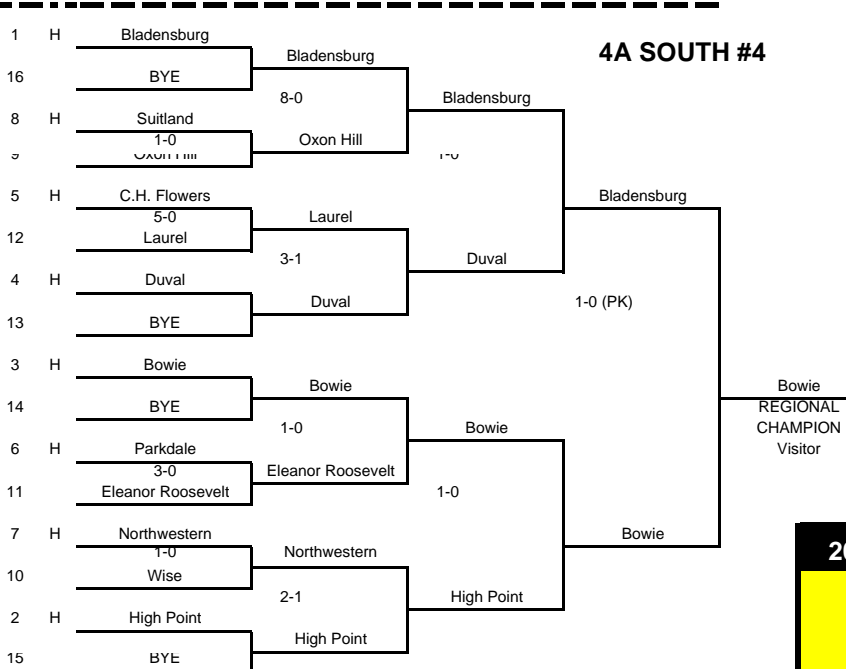 4A SOUTH #4
1 H Bladensburg
Bladensburg
16 BYE
8-0
Bladensburg
8 H Suitland
1-0
Oxon Hill
1-0
9 Oxon Hill
5 H C.H. Flowers
Bladensburg
5-0
Laurel
12 Laurel
3-1
Duval
4 H Duval
Duval
1-0 (PK)
13 BYE
3 H Bowie
Bowie
Bowie
14 BYE
REGIONAL
1-0
Bowie
CHAMPION
6 H Parkdale
Visitor
3-0
Eleanor Roosevelt
11 Eleanor Roosevelt
1-0
7 H Northwestern
Bowie
1-0
Northwestern
10 Wise
2-1
High Point
2 H High Point
High Point
15 BYE